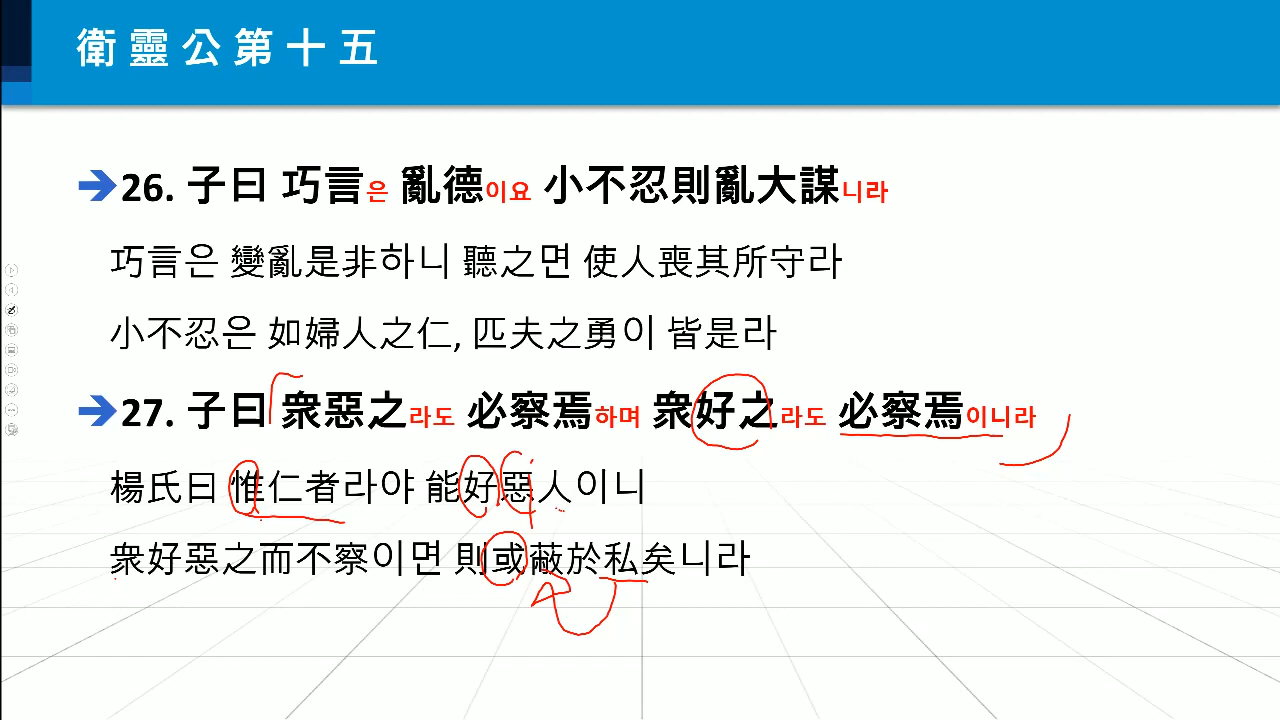 衛靈公第十五
26. 子曰 巧言은 亂德이요 小不忍則亂大謀니라
巧言은 變亂是非하니 聽之면 使人喪其所守라
小不忍은 如婦人之仁, 匹夫之勇이 皆是라
27. 子曰 衆惡之라도 必察焉하며 衆好之라도 必察焉이니라
楊氏曰 惟仁者라야 能好惡人이니
衆好惡之而不察이면 則或蔽於私矣니라